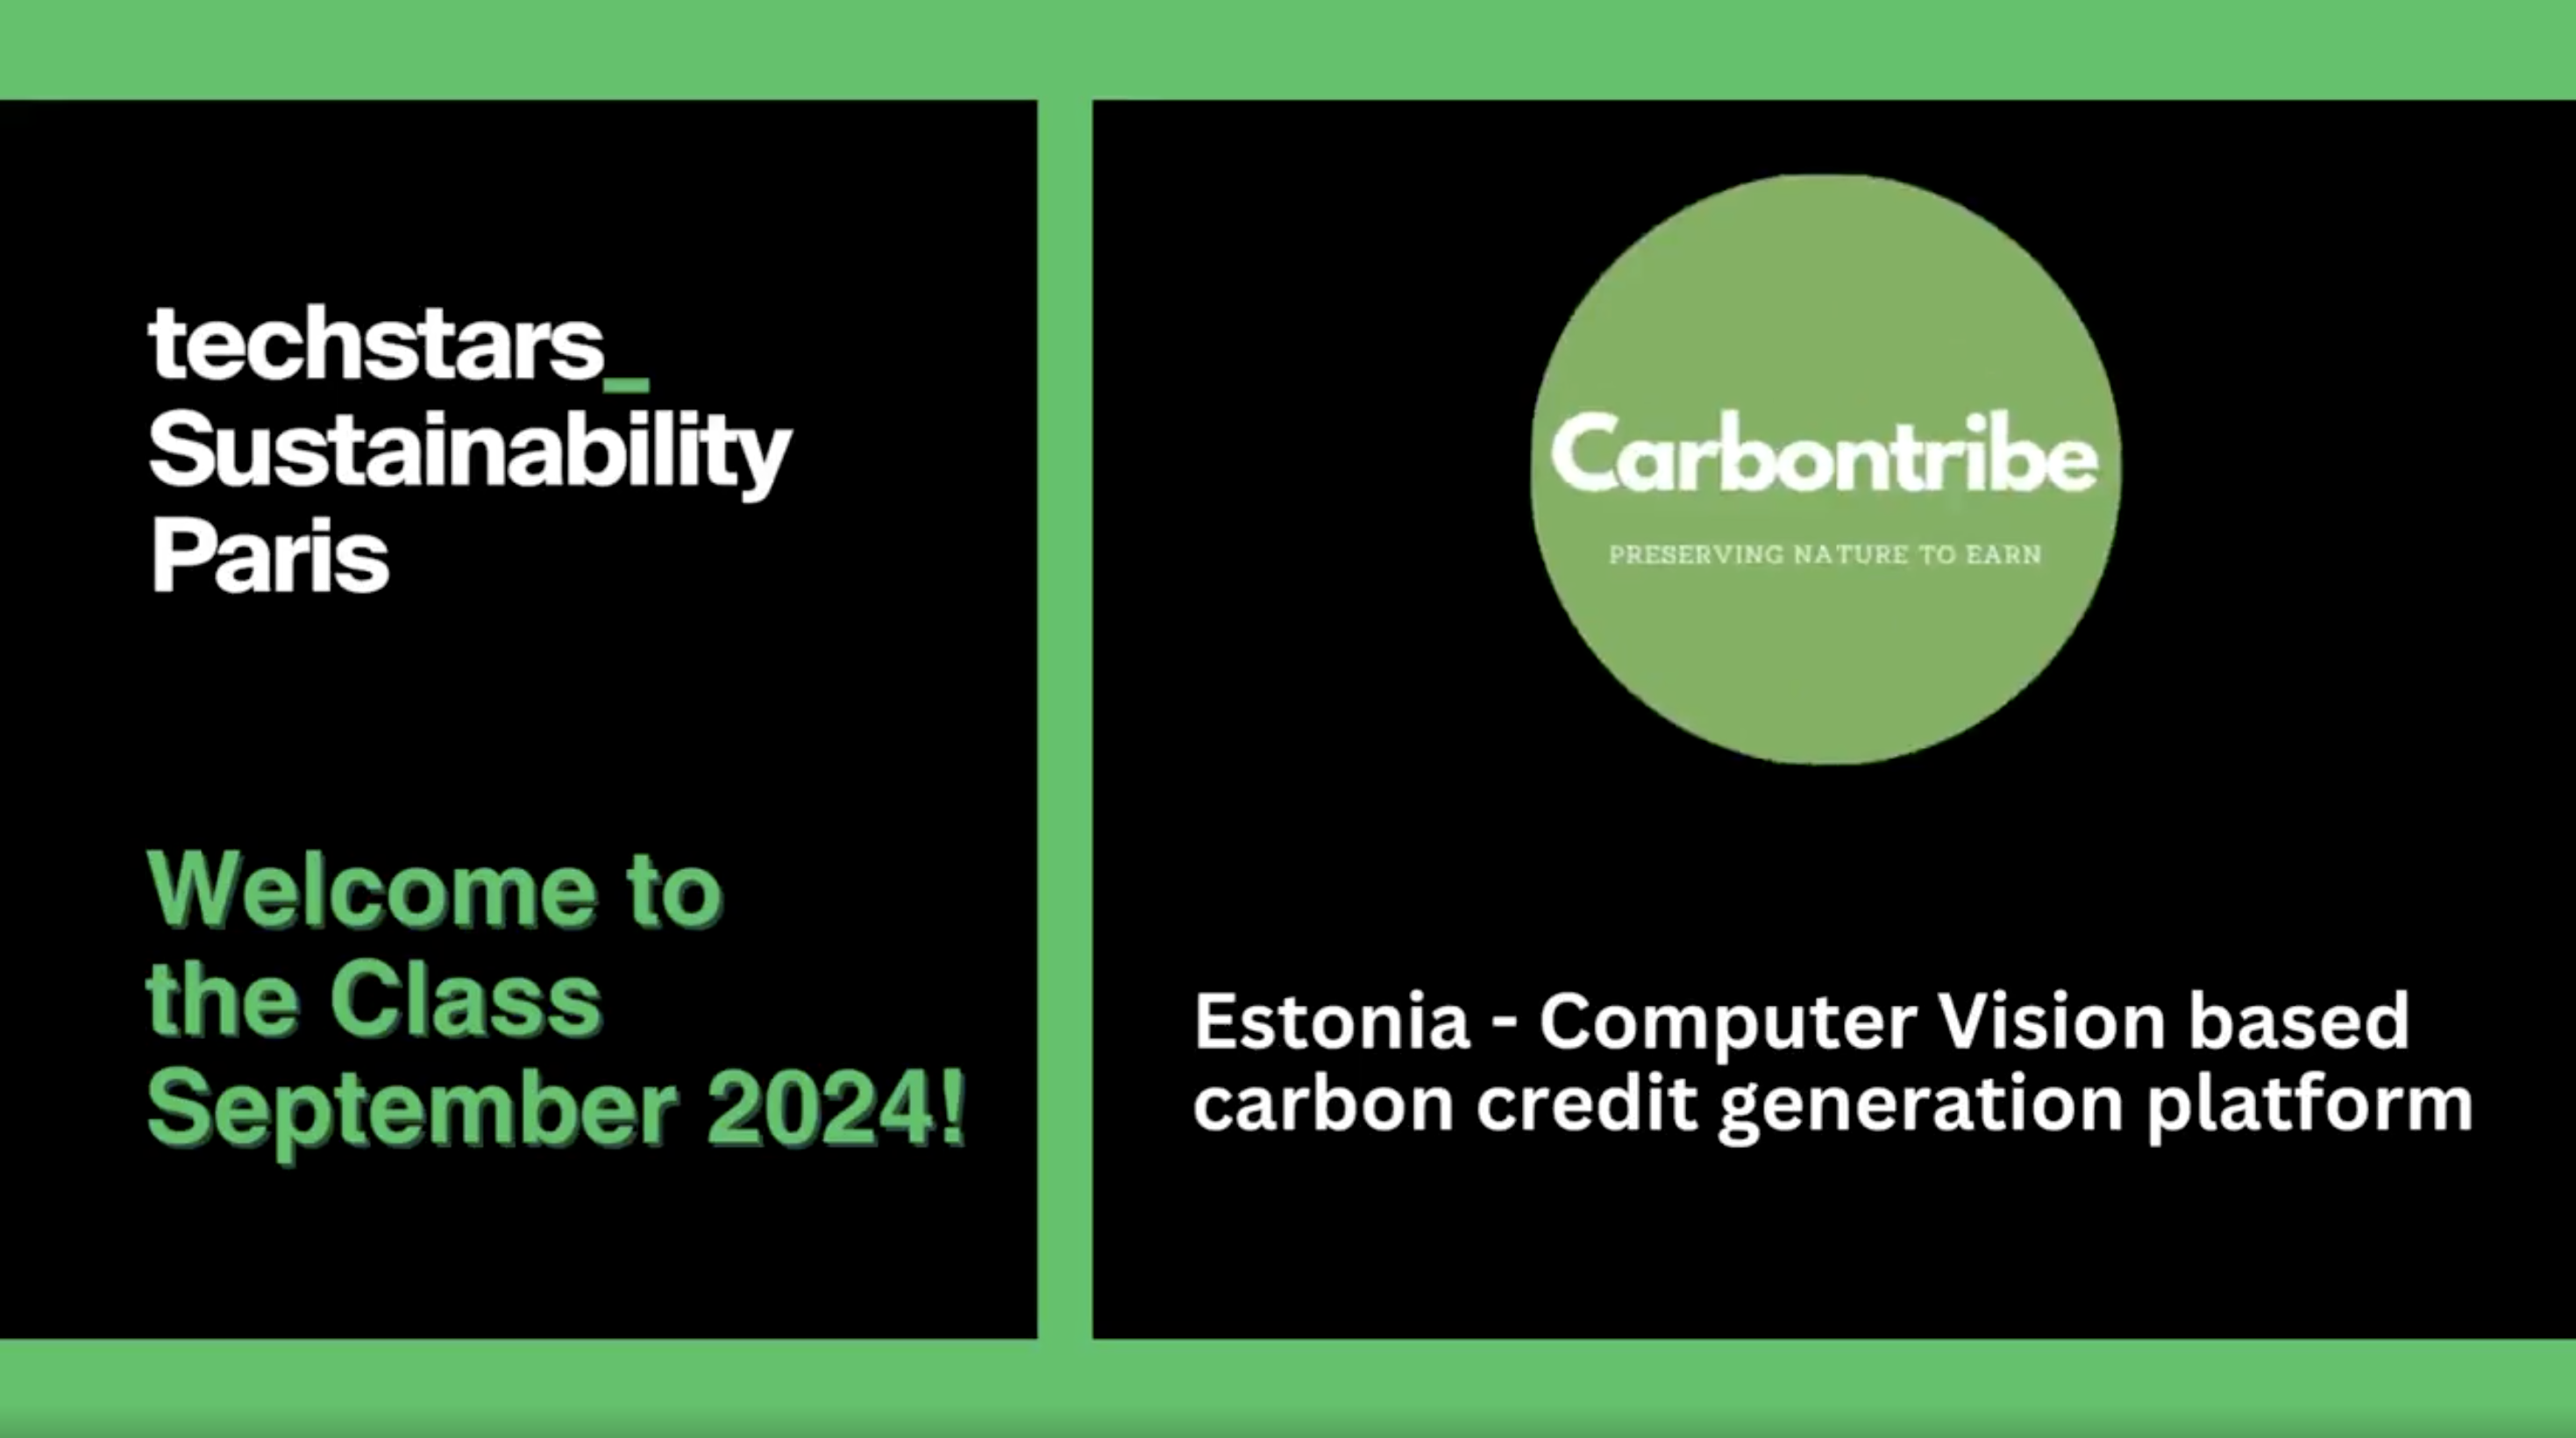 techstars_
Sustainability
Paris
Welcome to
the Class
September 2024!
Carbontribe
PRESERVING NATURE TO EARN
Estonia - Computer Vision based
carbon credit generation platform